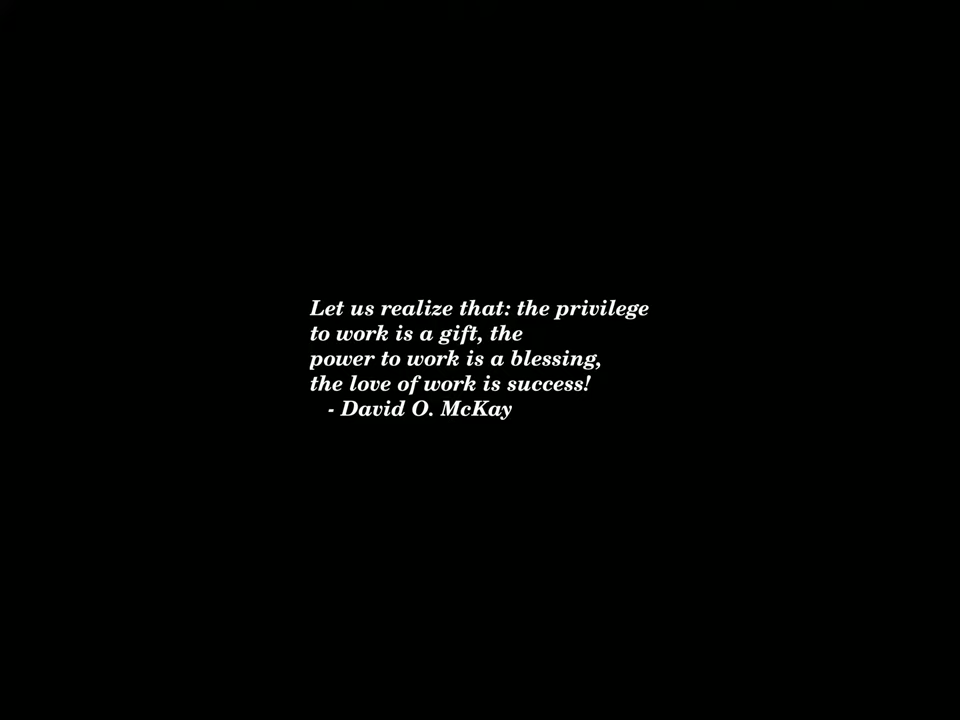 Let us realize that: the privilege
to work is a gift, the
power to work is a blessing,
the love of work is success!
- David O. McKay